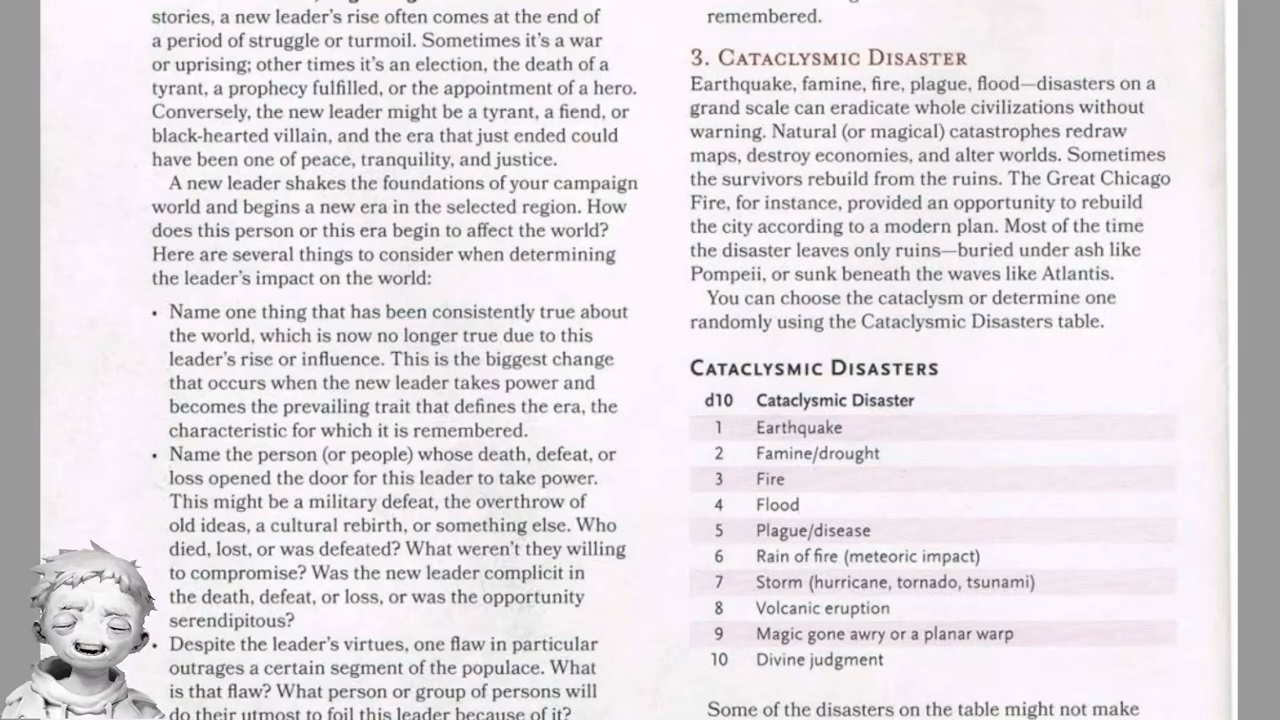 stories, a new leader's rise often comes at the end of
a period of struggle or turmoil. Sometimes it's a war
or uprising; other times it's an election, the death of a
tyrant, a prophecy fulfilled, or the appointment of a hero.
Conversely, the new leader might be a tyrant, a fiend, or
black-hearted villain, and the era that just ended could
have been one of peace, tranquility, and justice.
A new leader shakes the foundations of your campaign
world and begins a new era in the selected region. How
does this person or this era begin to affect the world?
Here are several things to consider when determining
the leader's impact on the world:
• Name one thing that has been consistently true about
the world, which is now no longer true due to this
leader's rise or influence. This is the biggest change
that occurs when the new leader takes power and
becomes the prevailing trait that defines the era, the
characteristic for which it is remembered.
• Name the person (or people) whose death, defeat, or
loss opened the door for this leader to take power.
This might be a military defeat, the overthrow of
old ideas, a cultural rebirth, or something else. Who
died, lost, or was defeated? What weren't they willing
to compromise? Was the new leader complicit in
the death, defeat, or loss, or was the opportunity
serendipitous?
• Despite the leader's virtues, one flaw in particular
outrages a certain segment of the populace. What
is that flaw? What person or group of persons will
do their utmost to foil this leader because of it?
remembered.
3. Cataclysmic Disaster
Earthquake, famine, fire, plague, flood—disasters on a
grand scale can eradicate whole civilizations without
warning. Natural (or magical) catastrophes redraw
maps, destroy economies, and alter worlds. Sometimes
the survivors rebuild from the ruins. The Great Chicago
Fire, for instance, provided an opportunity to rebuild
the city according to a modern plan. Most of the time
the disaster leaves only ruins—buried under ash like
Pompeii, or sunk beneath the waves like Atlantis.
You can choose the cataclysm or determine one
randomly using the Cataclysmic Disasters table.
Cataclysmic Disasters
d10 Cataclysmic Disaster
1 Earthquake
2 Famine/drought
3 Fire
4 Flood
5 Plague/disease
6 Rain of fire (meteoric impact)
7 Storm (hurricane, tornado, tsunami)
8 Volcanic eruption
9 Magic gone awry or a planar warp
10 Divine judgment
Some of the disasters on the table might not make